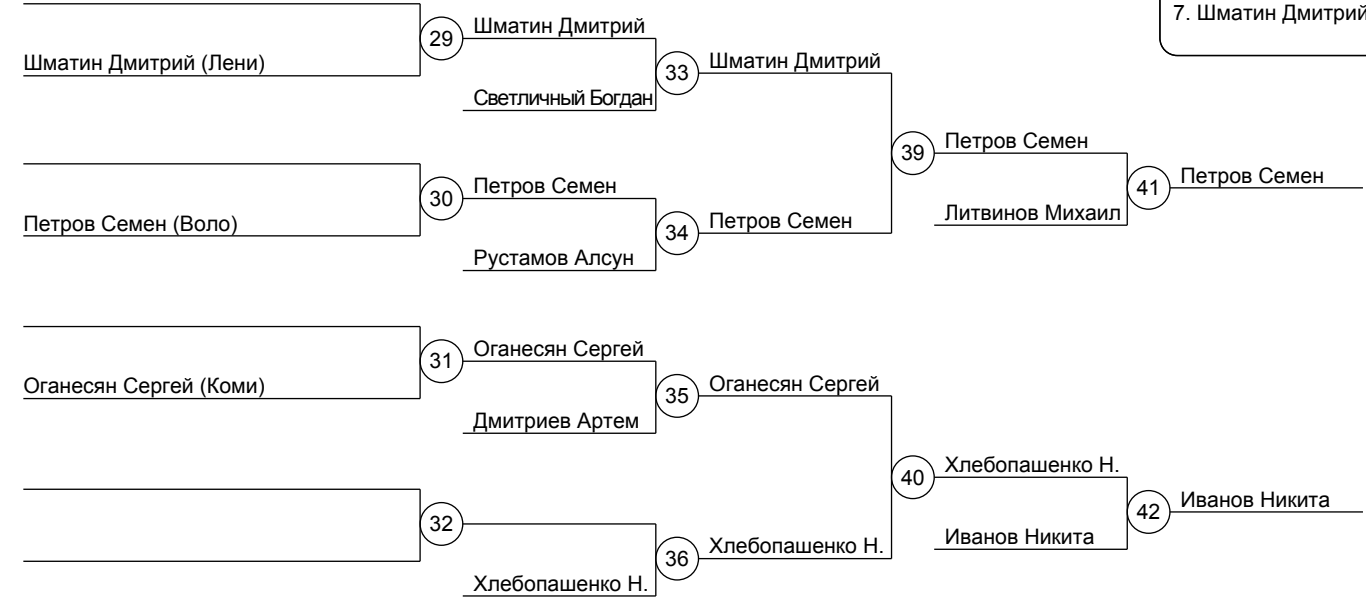 7. Шматин Дмитрий
Шматин Дмитрий
29
Шматин Дмитрий (Лени)
Шматин Дмитрий
33
Светличный Богдан
Петров Семен
39
Петров Семен
41
Петров Семен
30
Петров Семен (Воло)
Петров Семен
34
Литвинов Михаил
Рустамов Алсун
Оганесян Сергей
31
Оганесян Сергей (Коми)
Оганесян Сергей
35
Дмитриев Артем
Хлебопашенко Н.
40
Иванов Никита
42
32
Иванов Никита
Хлебопашенко Н.
36
Хлебопашенко Н.